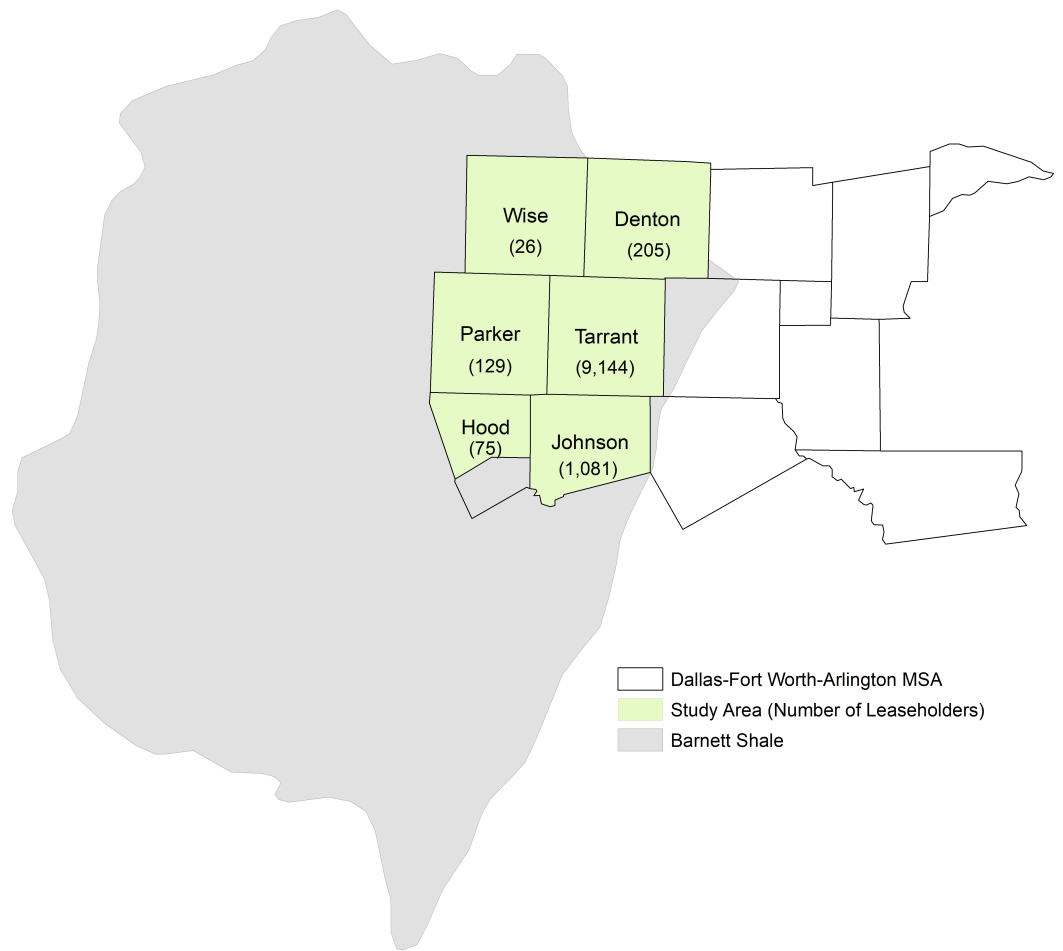 Wise
(26)
Denton
(205)
Parker
(129)
Tarrant
(9,144)
Hood
(75)
Johnson
(1,081)
Dallas-Fort Worth-Arlington MSA
Study Area (Number of Leaseholders)
Barnett Shale